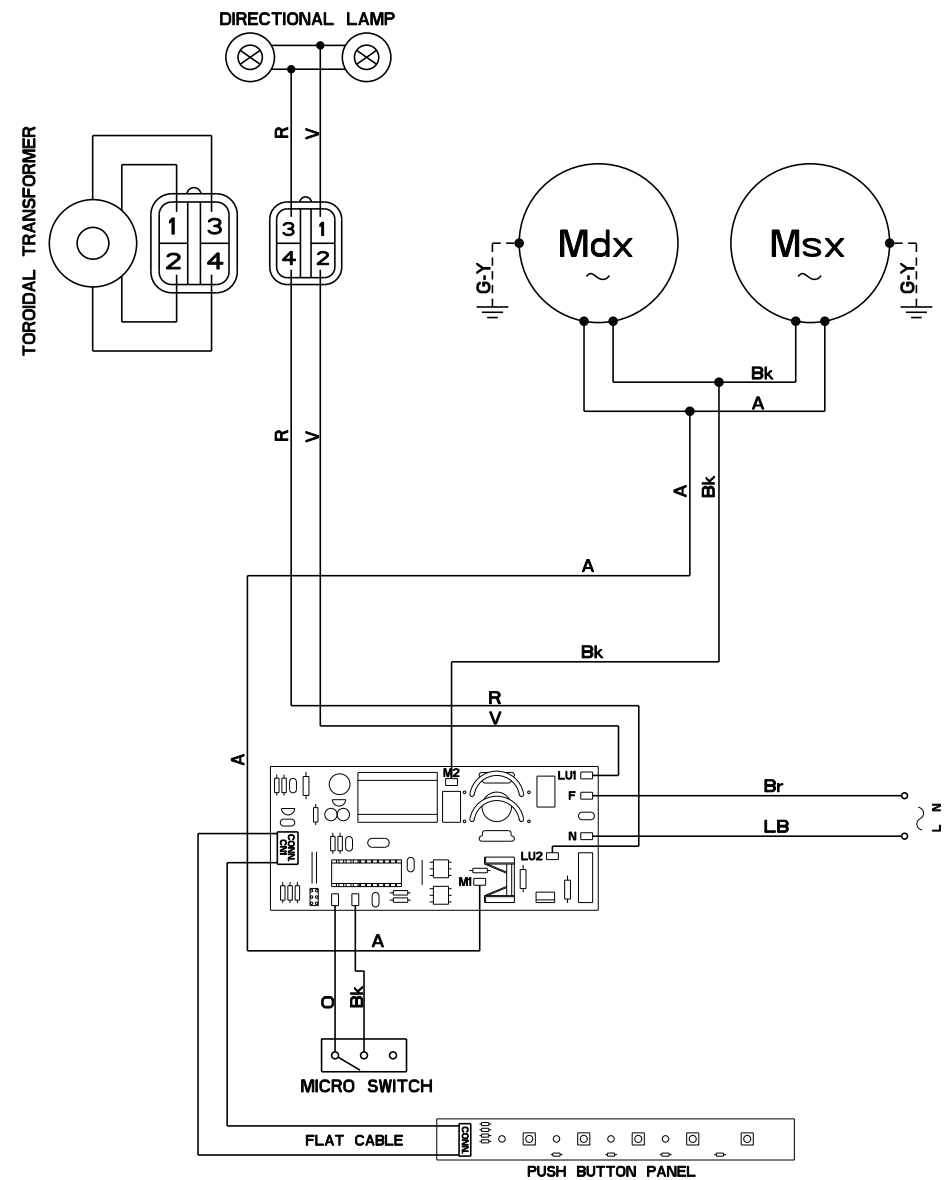 DIRECTIONAL LAMP
TOROIDAL TRANSFORMER
R
V
1
3
2
4
3
1
4
2
Mdx
Msx
G-Y
G-Y
Bk
A
R
V
A
Bk
A
Bk
R
V
A
M2
LU1
F
Br
N
LB
L N
CONN.
CN1
LU2
M1
A
O
Bk
MICRO SWITCH
FLAT CABLE
CONN.
PUSH BUTTON PANEL